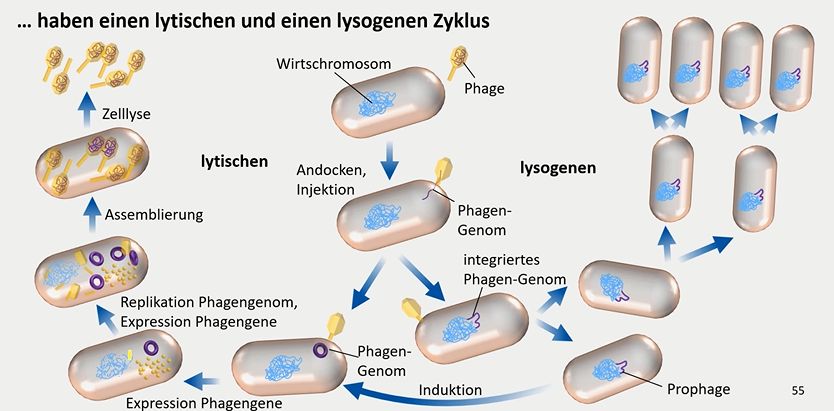 ... haben einen lytischen und einen lysogenen Zyklus
Wirtschromosom
Phage
Zelllyse
lytischen
lysogenen
Andocken,
Injektion
Phagen-
Genom
Assemblierung
integriertes
Phagen-Genom
Replikation Phagengenom,
Expression Phagengene
Phagen-
Genom
Induktion
Prophage
Expression Phagengene
55